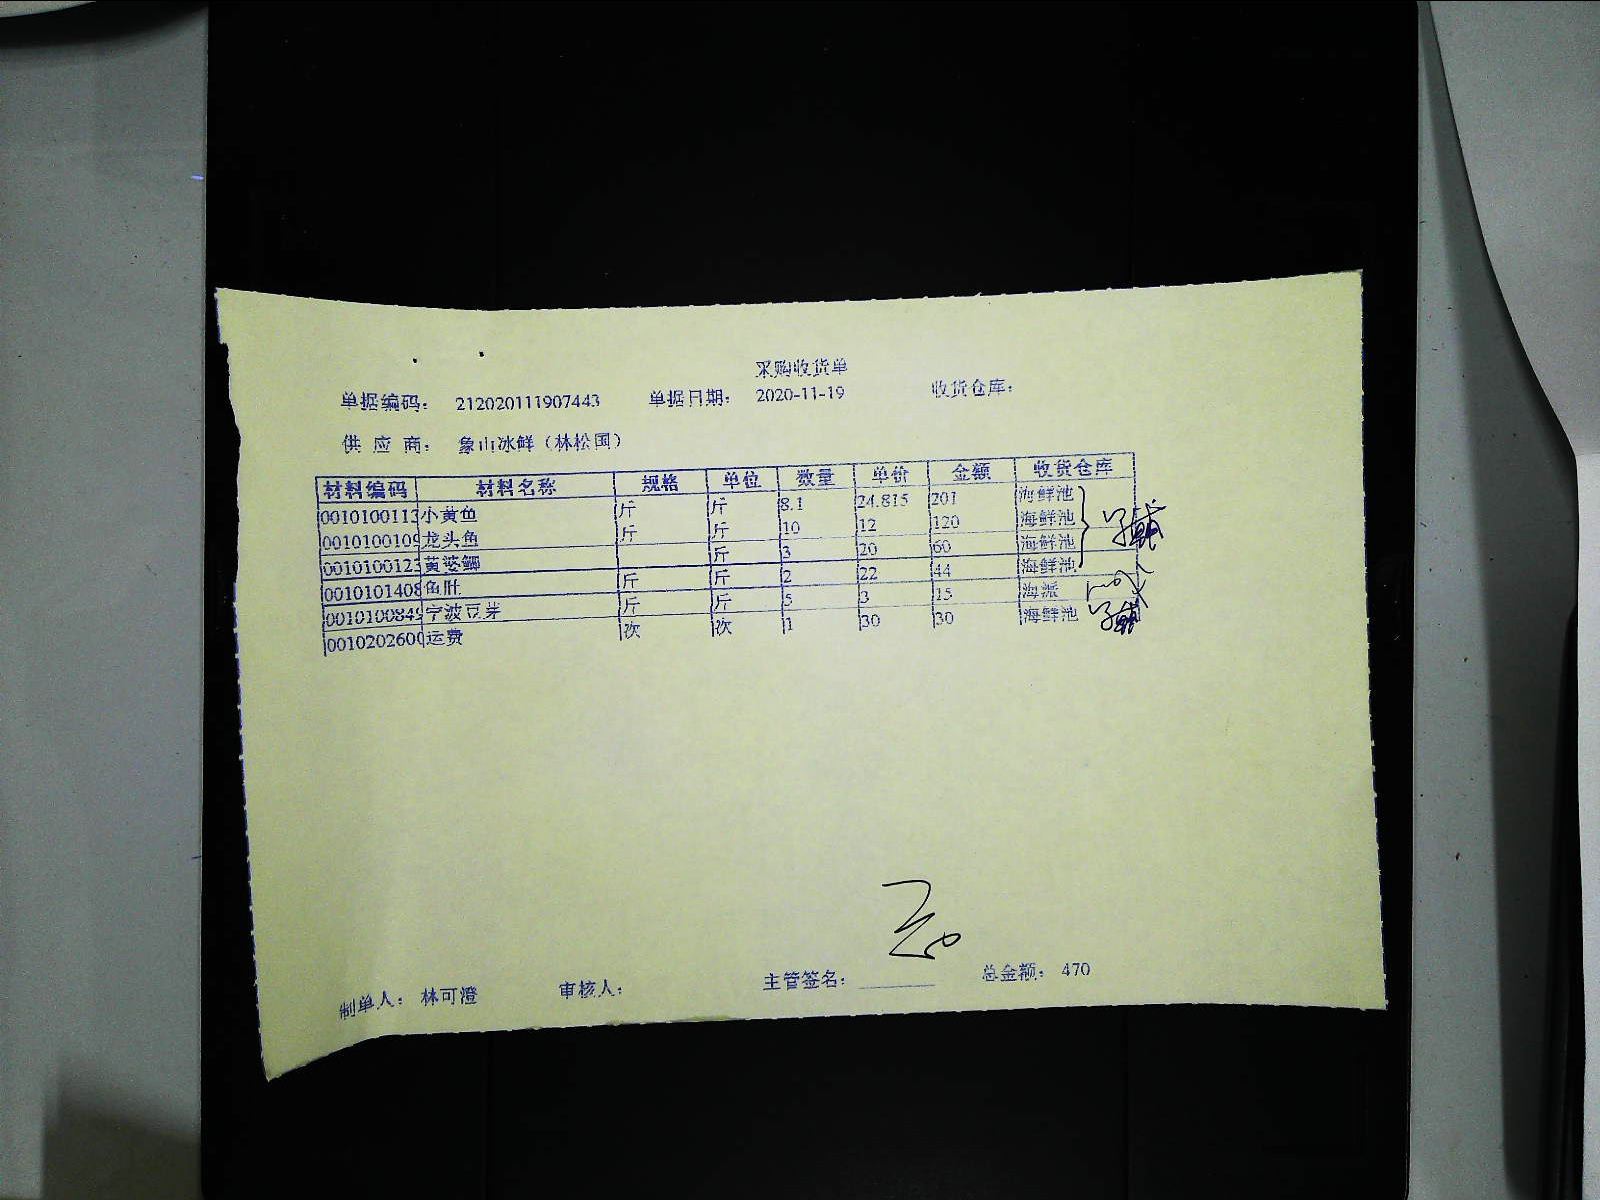 采购收货单
单据编码： 212020111907443 单据日期： 2020-11-19 收货仓库：
供 应 商： 象山冰鲜（林松国）
材料编码 材料名称 规格 单位 数量 单价 金额 收货仓库
0010100113 小黄鱼 斤 斤 8.1 24.815 201 海鲜池
0010100109 龙头鱼 斤 斤 10 12 120 海鲜池
0010100123 黄婆鲫 斤 3 20 60 海鲜池
0010101408 鱼肚 斤 斤 2 22 44 海鲜池
0010100849 宁波豆芽 斤 斤 5 3 15 海派
0010202600 运费 次 次 1 30 30 海鲜池
制单人： 林可澄 审核人： 主管签名： 总金额： 470